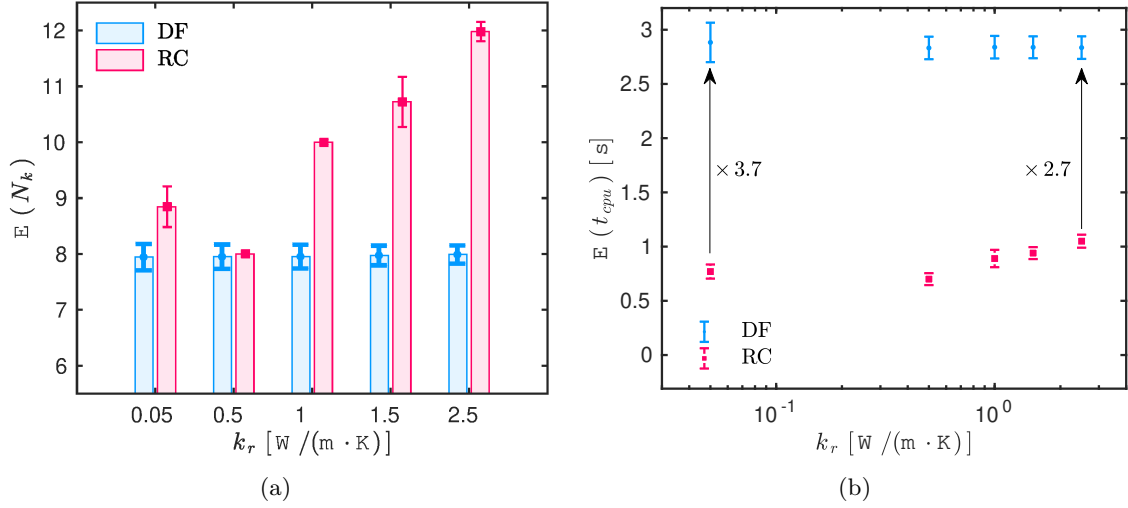 12
11
10
9
8
7
6
E ( N_k )
DF
RC
0.05 0.5 1 1.5 2.5
k_r [ W /(m · K)]
(a)
3
2.5
2
1.5
1
0.5
0
E ( t_cpu ) [ s ]
× 3.7
× 2.7
DF
RC
10^-1 10^0
k_r [ W /(m · K)]
(b)